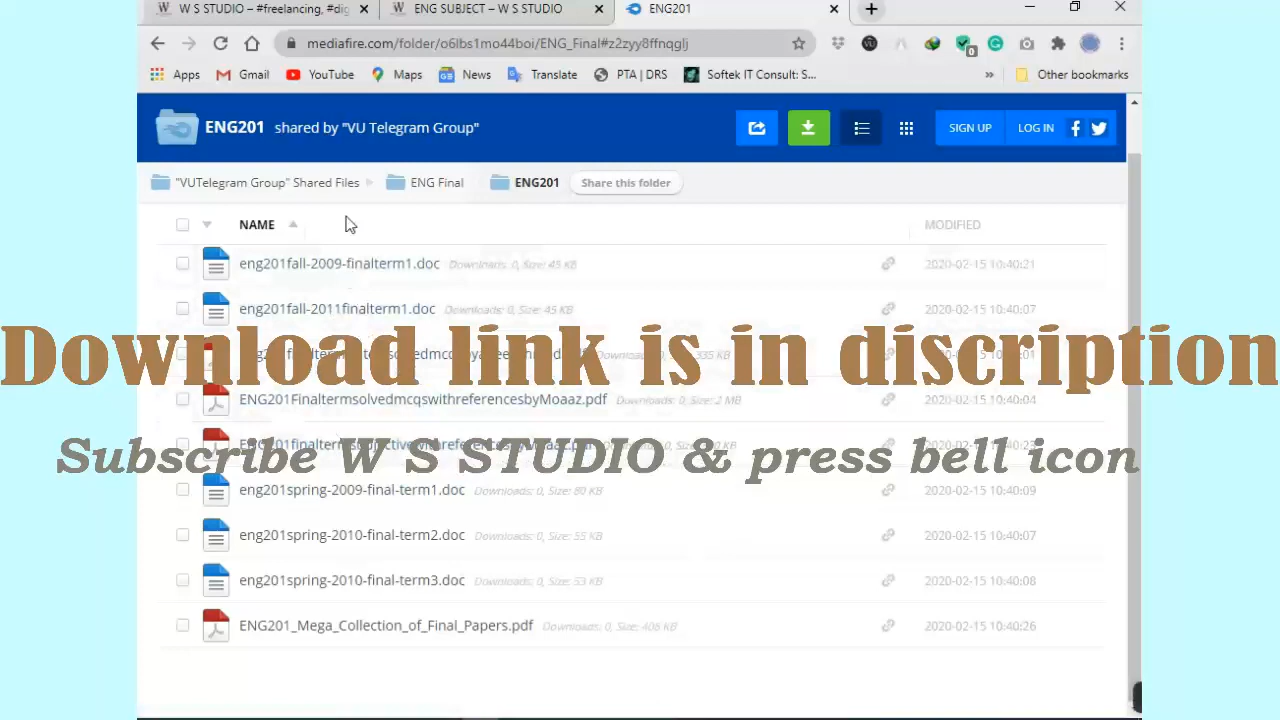 W S STUDIO – #freelancing, #dig
ENG SUBJECT – W S STUDIO
ENG201
mediafire.com/folder/o6lbs1mo44boi/ENG_Final#z2zyy8ffnqglj
0
Apps
Gmail
YouTube
Maps
News
Translate
PTA | DRS
Softek IT Consult: S...
»
Other bookmarks
ENG201 shared by "VU Telegram Group"
SIGN UP
LOG IN
"VUTelegram Group" Shared Files
ENG Final
ENG201
Share this folder
NAME
MODIFIED
eng201fall-2009-finalterm1.doc Downloads: 0, Size: 45 KB 2020-02-15 10:40:21
eng201fall-2011finalterm1.doc Downloads: 0, Size: 45 KB 2020-02-15 10:40:07
Download link is in discription
ENG201FinaltermsolvedmcqswithreferencesbyMoaaz.pdf Downloads: 0, Size: 2 MB 2020-02-15 10:40:04
Subscribe W S STUDIO & press bell icon
eng201spring-2009-final-term1.doc Downloads: 0, Size: 80 KB 2020-02-15 10:40:09
eng201spring-2010-final-term2.doc Downloads: 0, Size: 55 KB 2020-02-15 10:40:07
eng201spring-2010-final-term3.doc Downloads: 0, Size: 53 KB 2020-02-15 10:40:08
ENG201_Mega_Collection_of_Final_Papers.pdf Downloads: 0, Size: 406 KB 2020-02-15 10:40:26